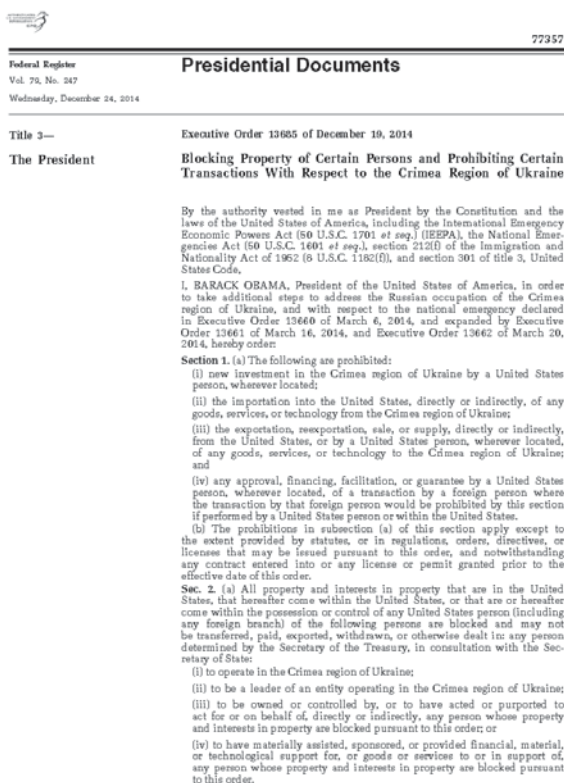 77357
Federal Register
Vol. 79, No. 247
Wednesday, December 24, 2014
Presidential Documents
Title 3—
The President
Executive Order 13685 of December 19, 2014
Blocking Property of Certain Persons and Prohibiting Certain
Transactions With Respect to the Crimea Region of Ukraine
By the authority vested in me as President by the Constitution and the
laws of the United States of America, including the International Emergency
Economic Powers Act (50 U.S.C. 1701 et seq.) (IEEPA), the National Emer-
gencies Act (50 U.S.C. 1601 et seq.), section 212(f) of the Immigration and
Nationality Act of 1952 (8 U.S.C. 1182(f)), and section 301 of title 3, United
States Code,
I, BARACK OBAMA, President of the United States of America, in order
to take additional steps to address the Russian occupation of the Crimea
region of Ukraine, and with respect to the national emergency declared
in Executive Order 13660 of March 6, 2014, and expanded by Executive
Order 13661 of March 16, 2014, and Executive Order 13662 of March 20,
2014, hereby order:
Section 1. (a) The following are prohibited:
(i) new investment in the Crimea region of Ukraine by a United States
person, wherever located;
(ii) the importation into the United States, directly or indirectly, of any
goods, services, or technology from the Crimea region of Ukraine;
(iii) the exportation, reexportation, sale, or supply, directly or indirectly,
from the United States, or by a United States person, wherever located,
of any goods, services, or technology to the Crimea region of Ukraine;
and
(iv) any approval, financing, facilitation, or guarantee by a United States
person, wherever located, of a transaction by a foreign person where
the transaction by that foreign person would be prohibited by this section
if performed by a United States person or within the United States.
(b) The prohibitions in subsection (a) of this section apply except to
the extent provided by statutes, or in regulations, orders, directives, or
licenses that may be issued pursuant to this order, and notwithstanding
any contract entered into or any license or permit granted prior to the
effective date of this order.
Sec. 2. (a) All property and interests in property that are in the United
States, that hereafter come within the United States, or that are or hereafter
come within the possession or control of any United States person (including
any foreign branch) of the following persons are blocked and may not
be transferred, paid, exported, withdrawn, or otherwise dealt in: any person
determined by the Secretary of the Treasury, in consultation with the Sec-
retary of State:
(i) to operate in the Crimea region of Ukraine;
(ii) to be a leader of an entity operating in the Crimea region of Ukraine;
(iii) to be owned or controlled by, or to have acted or purported to
act for or on behalf of, directly or indirectly, any person whose property
and interests in property are blocked pursuant to this order; or
(iv) to have materially assisted, sponsored, or provided financial, material,
or technological support for, or goods or services to or in support of,
any person whose property and interests in property are blocked pursuant
to this order.